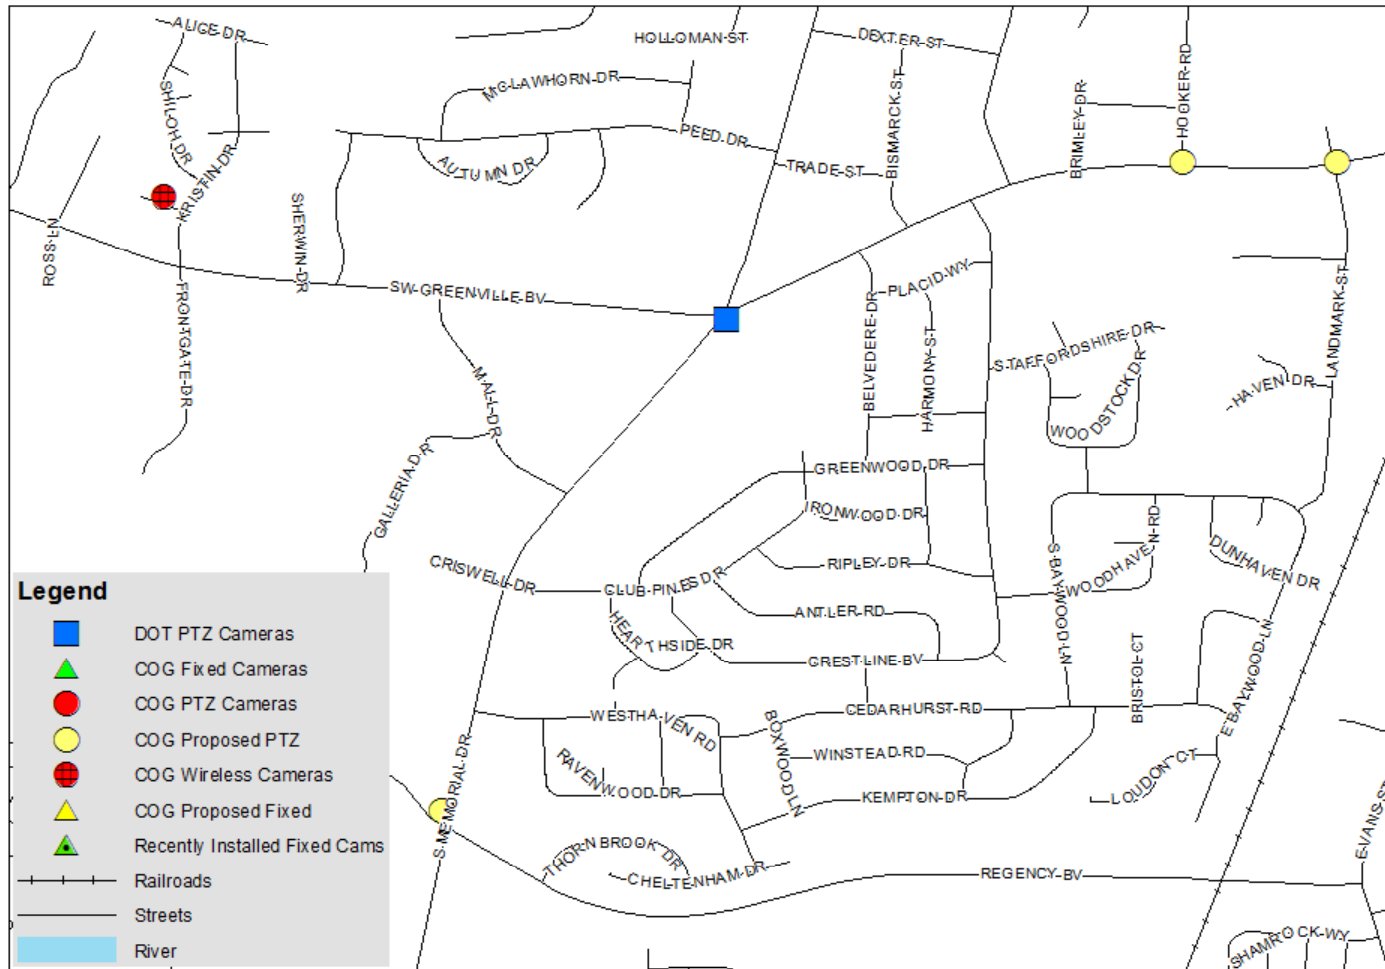 ALICE-DR
HOLLOMAN-ST
DEXTER-ST
MCLAWHORN-DR
SHILOH-DR
BISMARCK-ST
BRIMLEY-DR
HOOKER-RD
PEED-DR
AUTUMN DR
TRADE-ST
KRISTIN-DR
ROSS-LN
SHERWIN-DR
FRONTGATE-DR
SW-GREENVILLE-BV
PLACID-WY
BELVEDERE-DR
HARMONY-ST
STAFFORDSHIRE-DR
LANDMARK-ST
WOODSTOCK-DR
HAVEN-DR
MALL-DR
GALLERIA-DR
GREENWOOD-DR
IRONWOOD-DR
RIPLEY-DR
CRISWELL-DR
CLUB-PINES-DR
ANTLER-RD
HEARTHSIDE-DR
CRESTLINE-BV
S-BAYWOOD-LN
WOODHAVEN-RD
DUNHAVEN DR
E-BAYWOOD-LN
BRISTOL-CT
WESTHAVEN RD
CEDARHURST-RD
BOXWOOD-LN
WINSTEAD-RD
RAVENWOOD-DR
KEMPTON-DR
LOUDON-CT
S-MEMORIAL-DR
THORNBROOK DR
CHELTENHAM-DR
REGENCY-BV
E-VANS-ST
SHAMROCK-WY
Legend
DOT PTZ Cameras
COG Fixed Cameras
COG PTZ Cameras
COG Proposed PTZ
COG Wireless Cameras
COG Proposed Fixed
Recently Installed Fixed Cams
Railroads
Streets
River